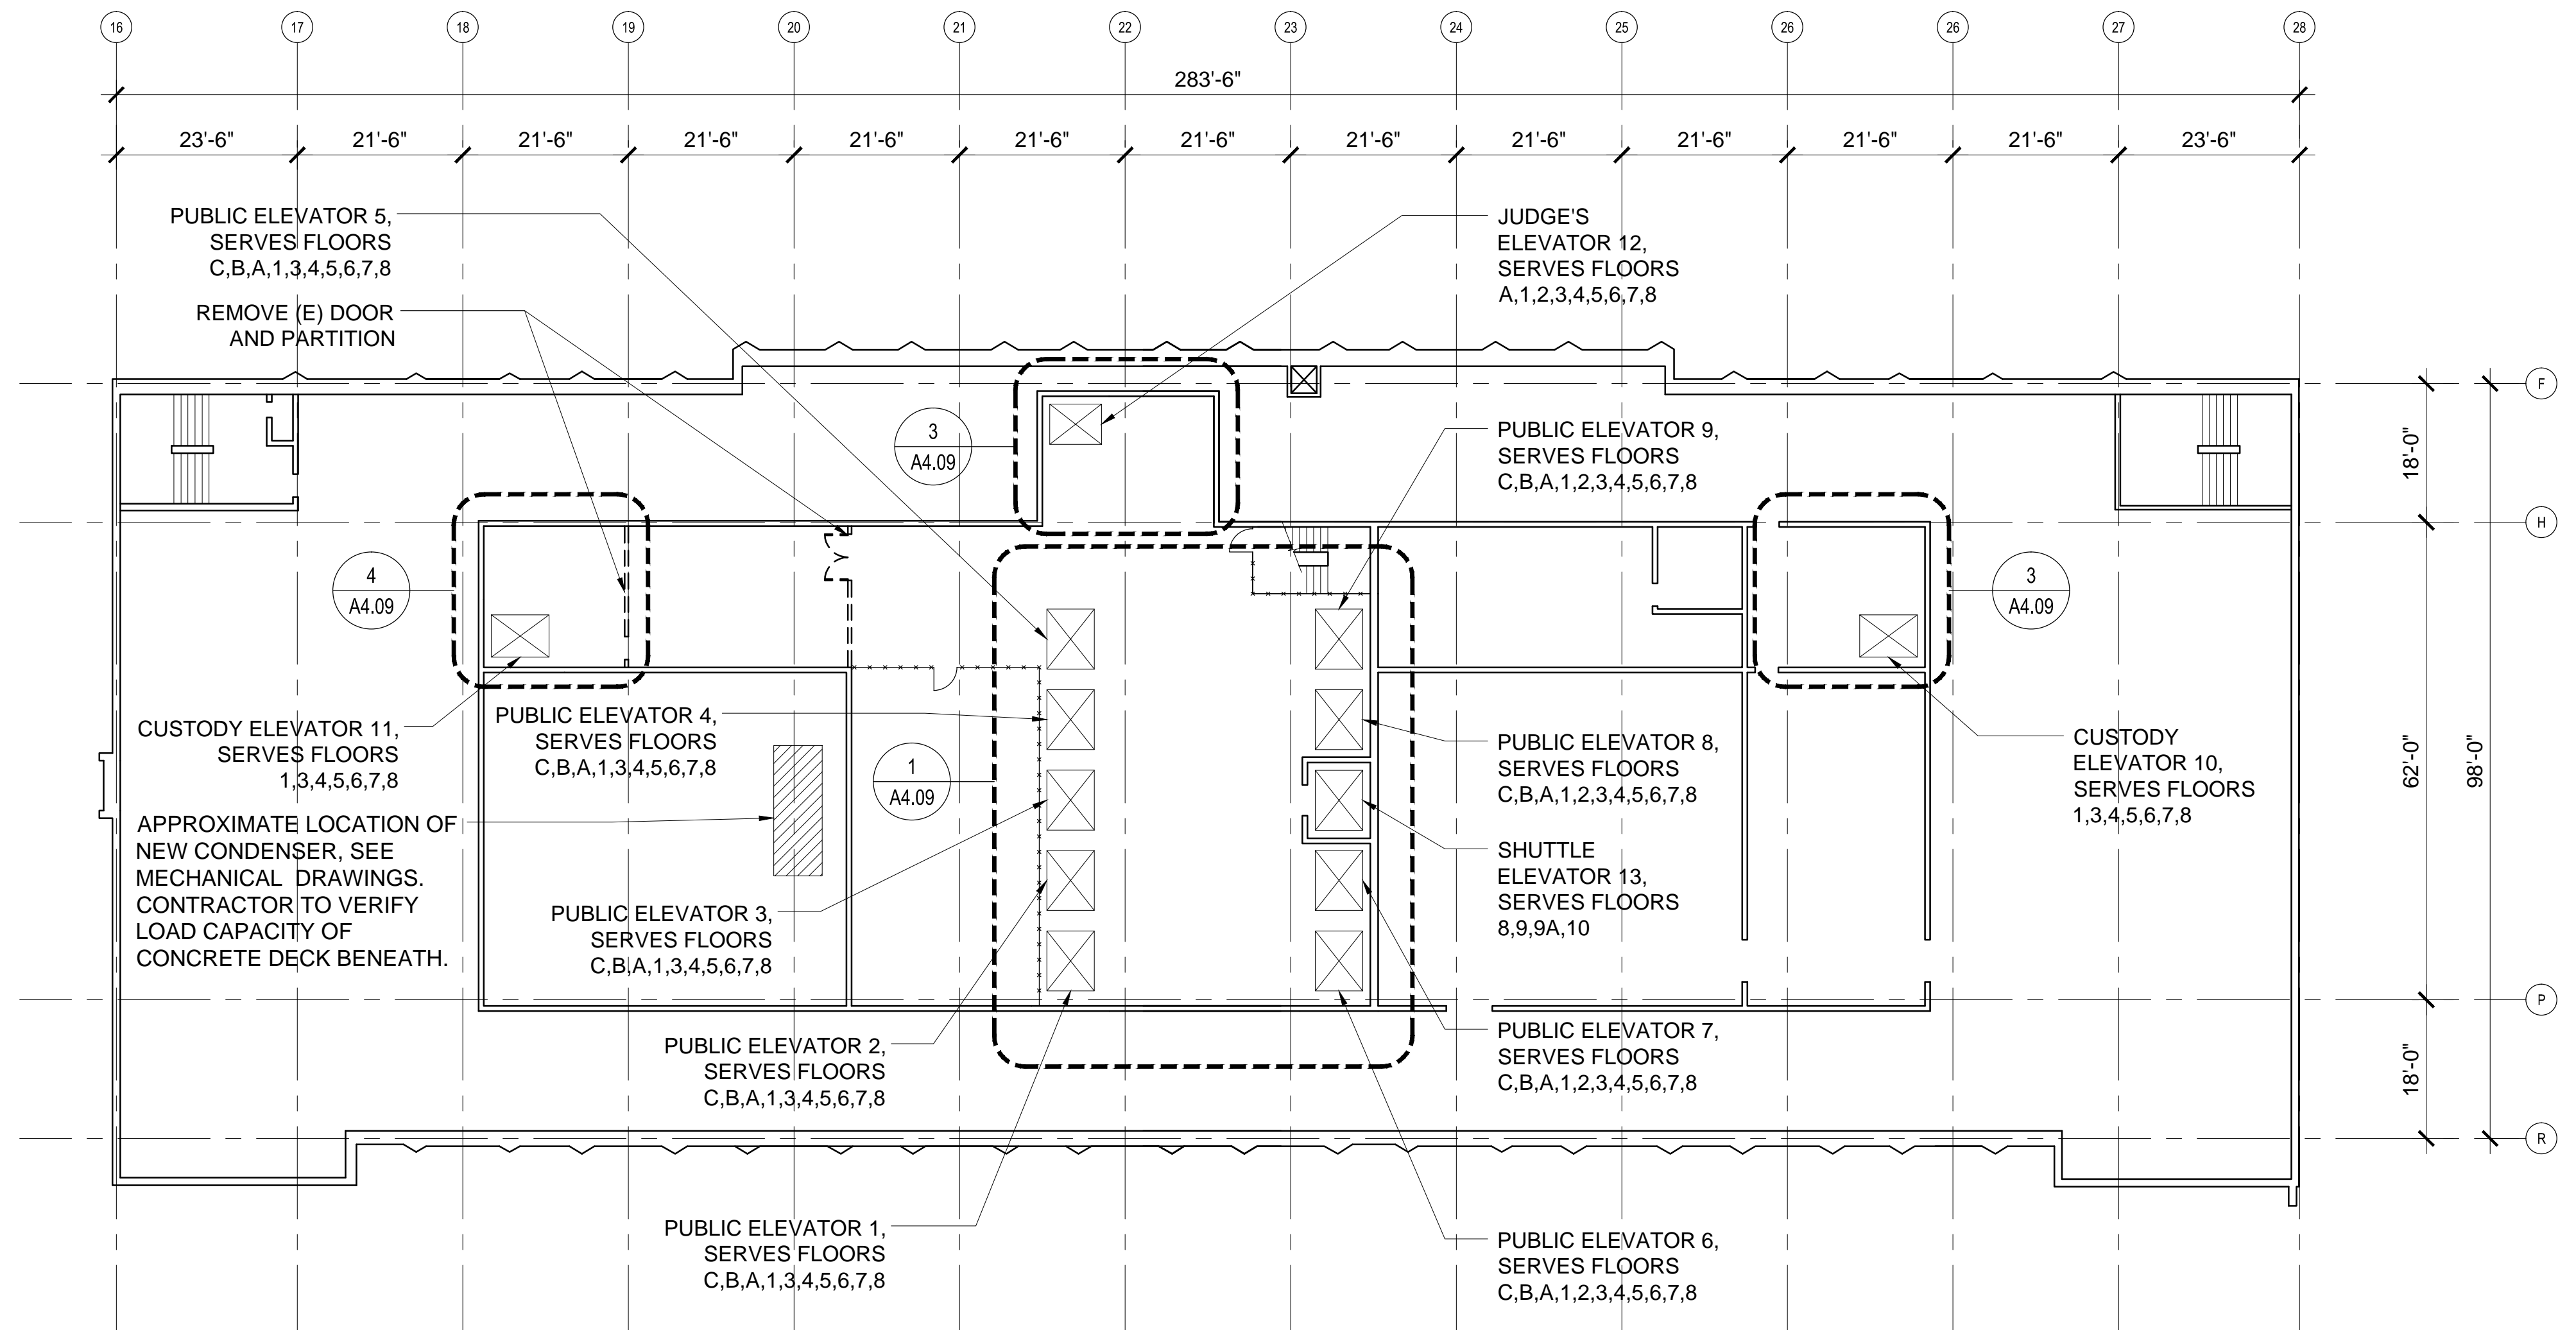 16 17 18 19 20 21 22 23 24 25 26 26 27 28
283'-6"
23'-6" 21'-6" 21'-6" 21'-6" 21'-6" 21'-6" 21'-6" 21'-6" 21'-6" 21'-6" 21'-6" 21'-6" 23'-6"
PUBLIC ELEVATOR 5,
SERVES FLOORS
C,B,A,1,3,4,5,6,7,8
REMOVE (E) DOOR
AND PARTITION
JUDGE'S
ELEVATOR 12,
SERVES FLOORS
A,1,2,3,4,5,6,7,8
F
3
A4.09
PUBLIC ELEVATOR 9,
SERVES FLOORS
C,B,A,1,2,3,4,5,6,7,8
18'-0"
H
4
A4.09
3
A4.09
CUSTODY ELEVATOR 11,
SERVES FLOORS
1,3,4,5,6,7,8
PUBLIC ELEVATOR 4,
SERVES FLOORS
C,B,A,1,3,4,5,6,7,8
1
A4.09
PUBLIC ELEVATOR 8,
SERVES FLOORS
C,B,A,1,2,3,4,5,6,7,8
CUSTODY
ELEVATOR 10,
SERVES FLOORS
1,3,4,5,6,7,8
62'-0"
98'-0"
APPROXIMATE LOCATION OF
NEW CONDENSER, SEE
MECHANICAL DRAWINGS.
CONTRACTOR TO VERIFY
LOAD CAPACITY OF
CONCRETE DECK BENEATH.
SHUTTLE
ELEVATOR 13,
SERVES FLOORS
8,9,9A,10
PUBLIC ELEVATOR 3,
SERVES FLOORS
C,B,A,1,3,4,5,6,7,8
P
PUBLIC ELEVATOR 2,
SERVES FLOORS
C,B,A,1,3,4,5,6,7,8
PUBLIC ELEVATOR 7,
SERVES FLOORS
C,B,A,1,2,3,4,5,6,7,8
18'-0"
R
PUBLIC ELEVATOR 1,
SERVES FLOORS
C,B,A,1,3,4,5,6,7,8
PUBLIC ELEVATOR 6,
SERVES FLOORS
C,B,A,1,2,3,4,5,6,7,8